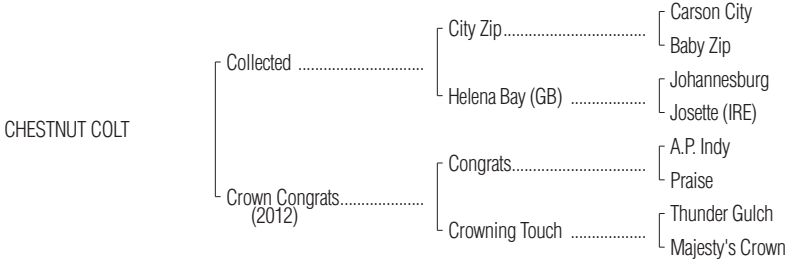 Carson City
City Zip
Baby Zip
Collected
Johannesburg
Helena Bay (GB)
Josette (IRE)
CHESTNUT COLT
A.P. Indy
Congrats
Praise
Crown Congrats
(2012)
Thunder Gulch
Crowning Touch
Majesty's Crown